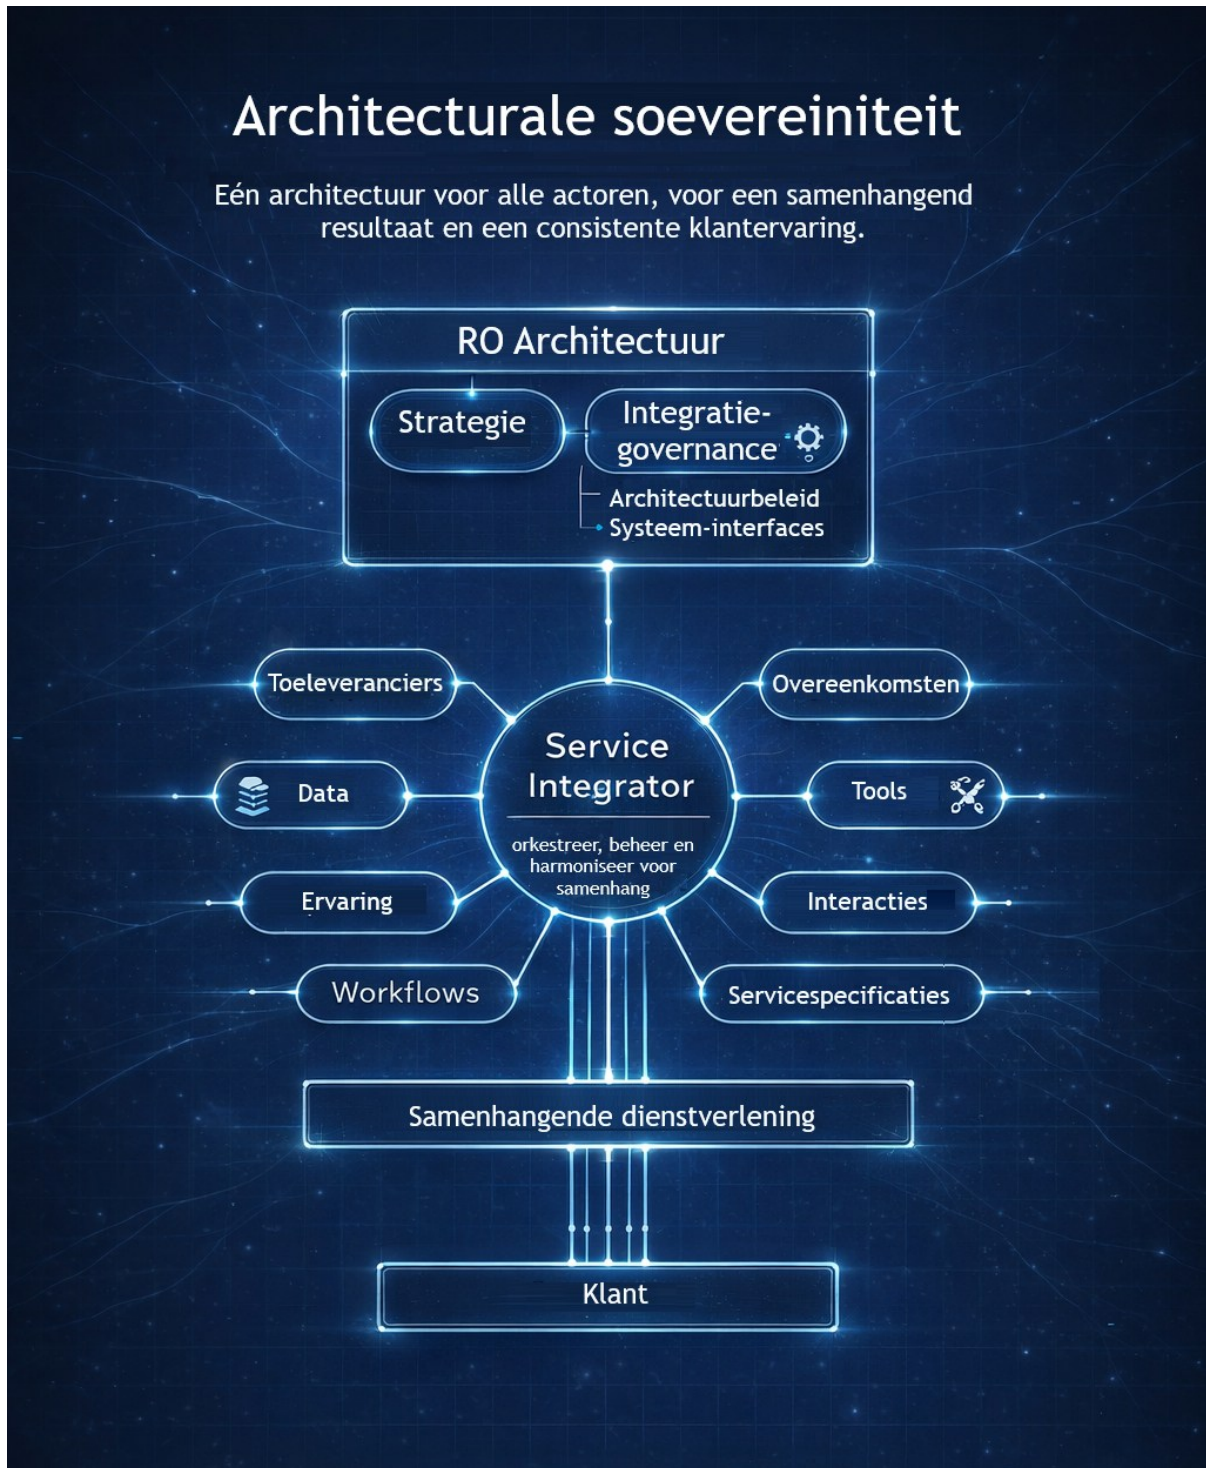 Architecturale soevereiniteit
Eén architectuur voor alle actoren, voor een samenhangend
resultaat en een consistente klantervaring.
RO Architectuur
Strategie
Integratie-
governance
Architectuurbeleid
Systeem-interfaces
Toeleveranciers
Overeenkomsten
Service
Integrator
orkestreer, beheer en
harmoniseer voor
samenhang
Data
Tools
Ervaring
Interacties
Workflows
Servicespecificaties
Samenhangende dienstverlening
Klant